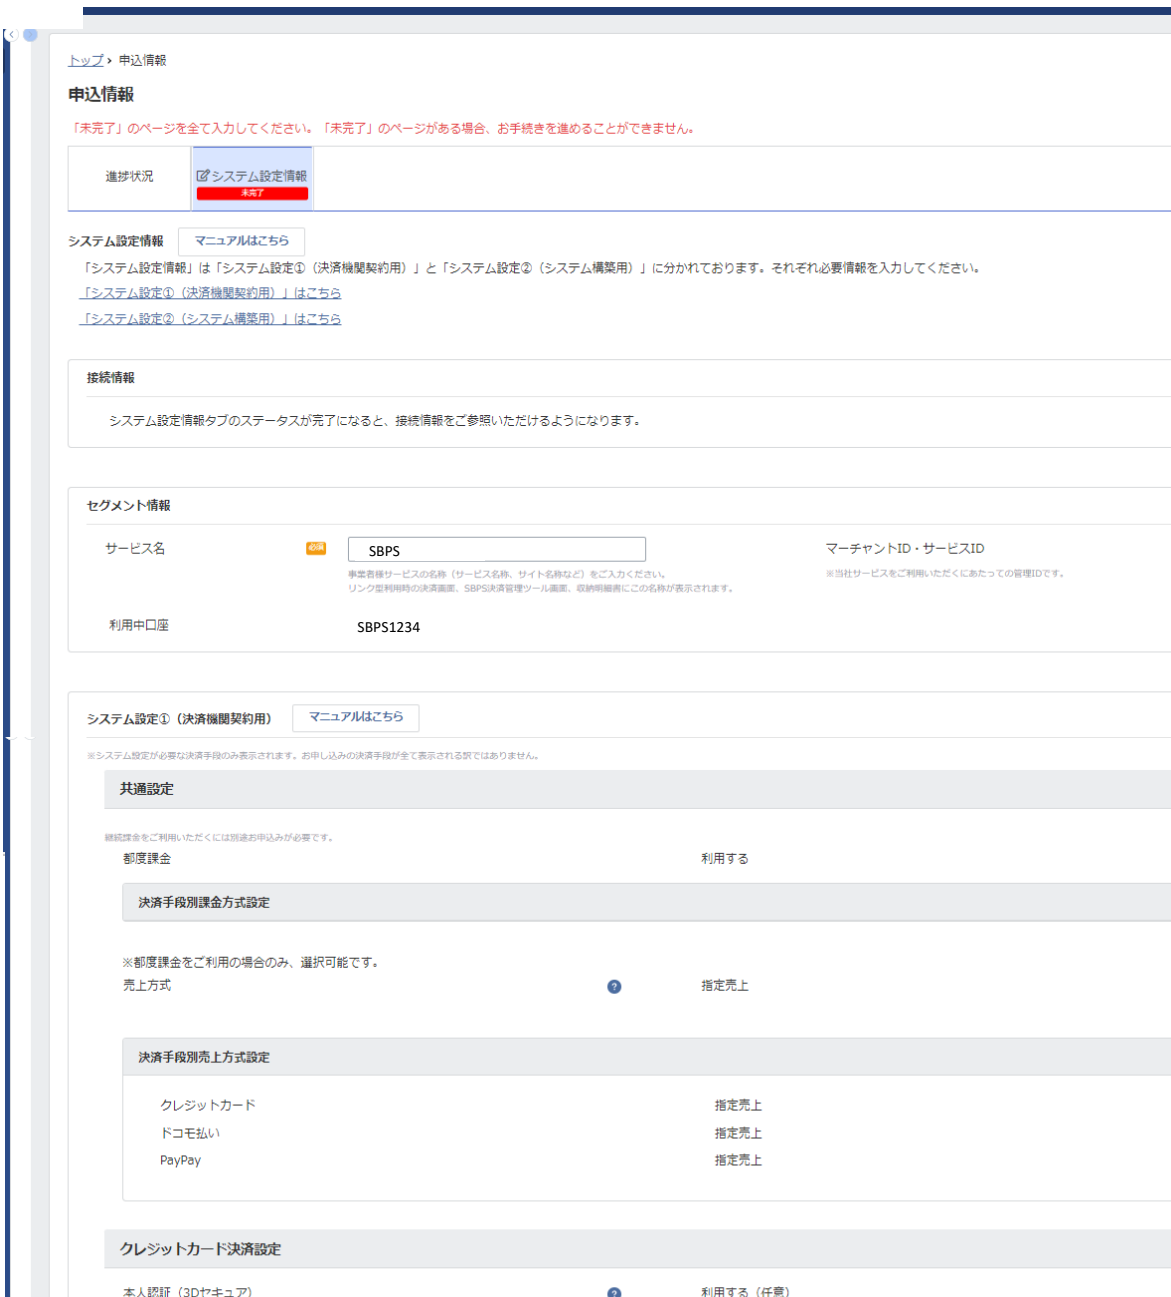 トップ › 申込情報
申込情報
「未完了」のページを全て入力してください。「未完了」のページがある場合、お手続きを進めることができません。
進捗状況
システム設定情報
未完了
システム設定情報 マニュアルはこちら
「システム設定情報」は「システム設定①（決済機関契約用）」と「システム設定②（システム構築用）」に分かれております。それぞれ必要情報を入力してください。
「システム設定①（決済機関契約用）」はこちら
「システム設定②（システム構築用）」はこちら
接続情報
システム設定情報タブのステータスが完了になると、接続情報をご参照いただけるようになります。
セグメント情報
サービス名 必須 SBPS マーチャントID・サービスID
事業者様サービスの名称（サービス名称、サイト名称など）をご入力ください。 ※当社サービスをご利用いただくにあたっての管理IDです。
リンク型利用時の決済画面、SBPS決済管理ツール画面、収納明細書にこの名称が表示されます。
利用中口座 SBPS1234
システム設定①（決済機関契約用） マニュアルはこちら
※システム設定が必要な決済手段のみ表示されます。お申し込みの決済手段が全て表示される訳ではありません。
共通設定
継続課金をご利用いただくには別途お申込みが必要です。
都度課金 利用する
決済手段別課金方式設定
※都度課金をご利用の場合のみ、選択可能です。
売上方式 ? 指定売上
決済手段別売上方式設定
クレジットカード 指定売上
ドコモ払い 指定売上
PayPay 指定売上
クレジットカード決済設定
本人認証（3Dセキュア） ? 利用する（任意）